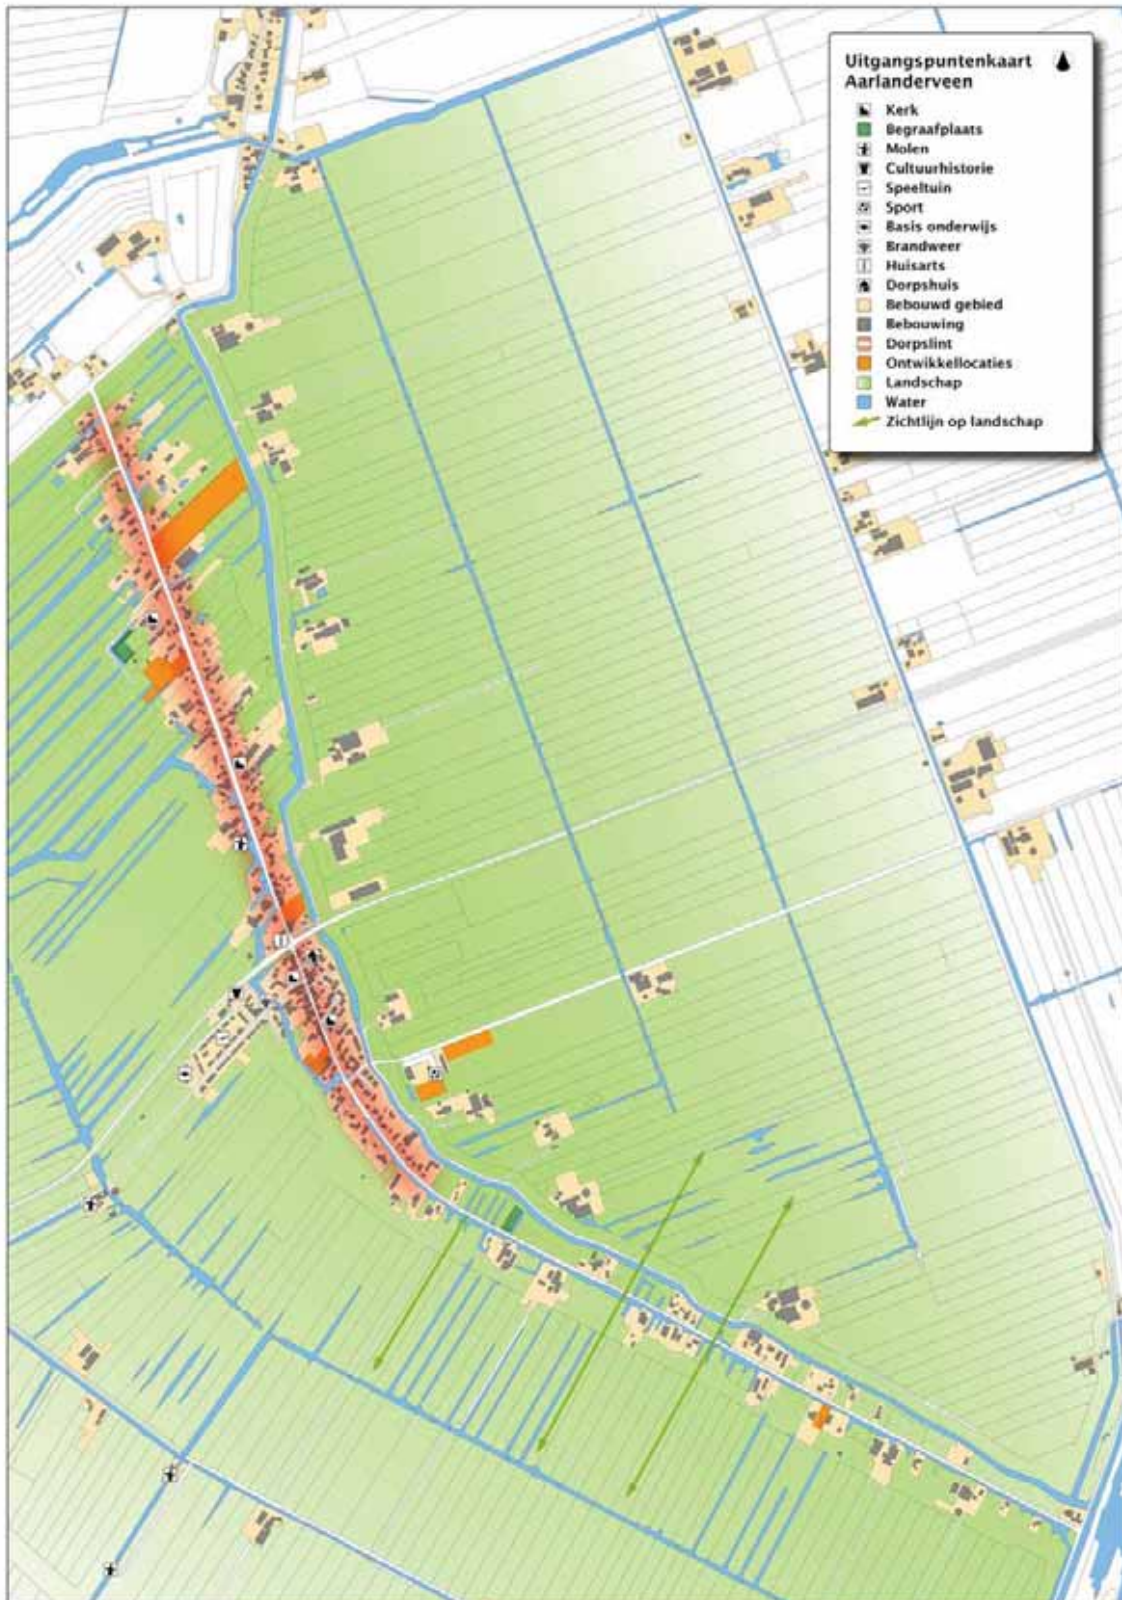 Uitgangspuntenkaart
Aarlanderveen
Kerk
Begraafplaats
Molen
Cultuurhistorie
Speeltuin
Sport
Basis onderwijs
Brandweer
Huisarts
Dorpshuis
Bebouwd gebied
Bebouwing
Dorpslint
Ontwikkellocaties
Landschap
Water
Zichtlijn op landschap